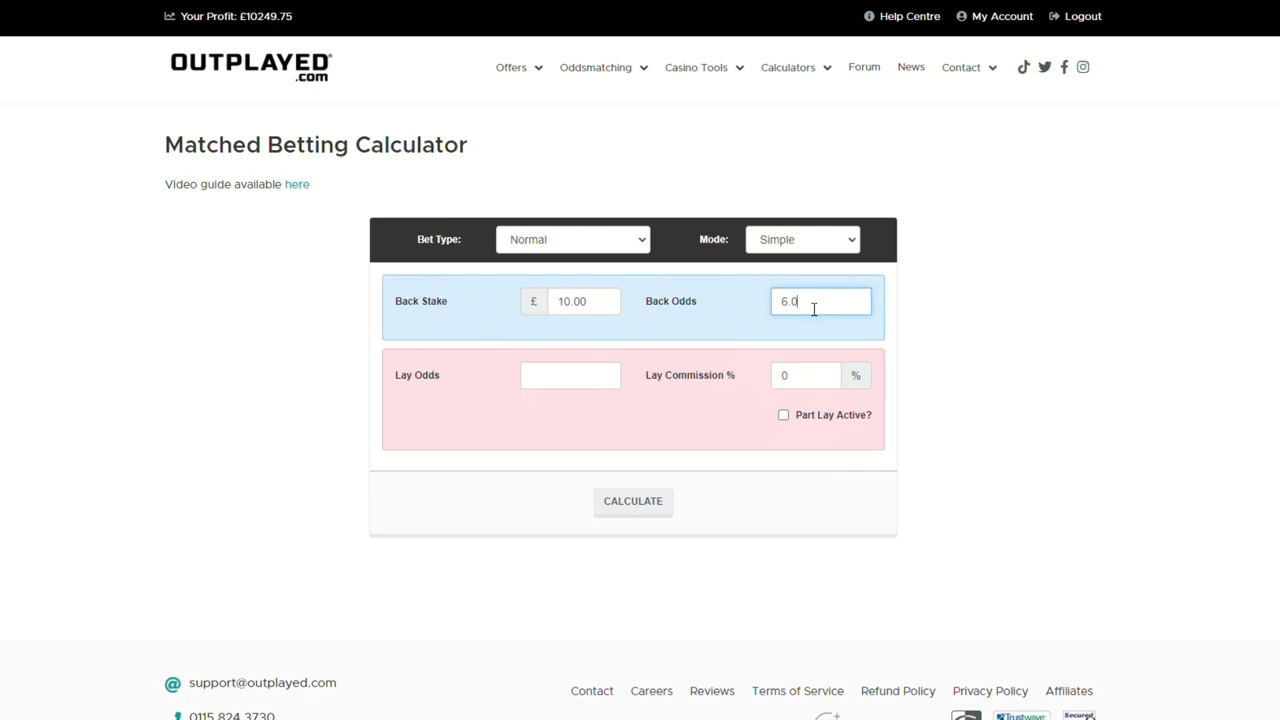 Your Profit: £10249.75
Help Centre My Account Logout
OUTPLAYED
.com
Offers Oddsmatching Casino Tools Calculators Forum News Contact
Matched Betting Calculator
Video guide available here
Bet Type: Normal Mode: Simple
Back Stake £ 10.00 Back Odds 6.0
Lay Odds Lay Commission % 0 %
Part Lay Active?
CALCULATE
support@outplayed.com
Contact Careers Reviews Terms of Service Refund Policy Privacy Policy Affiliates
0115 824 3730
Trustwave Secured